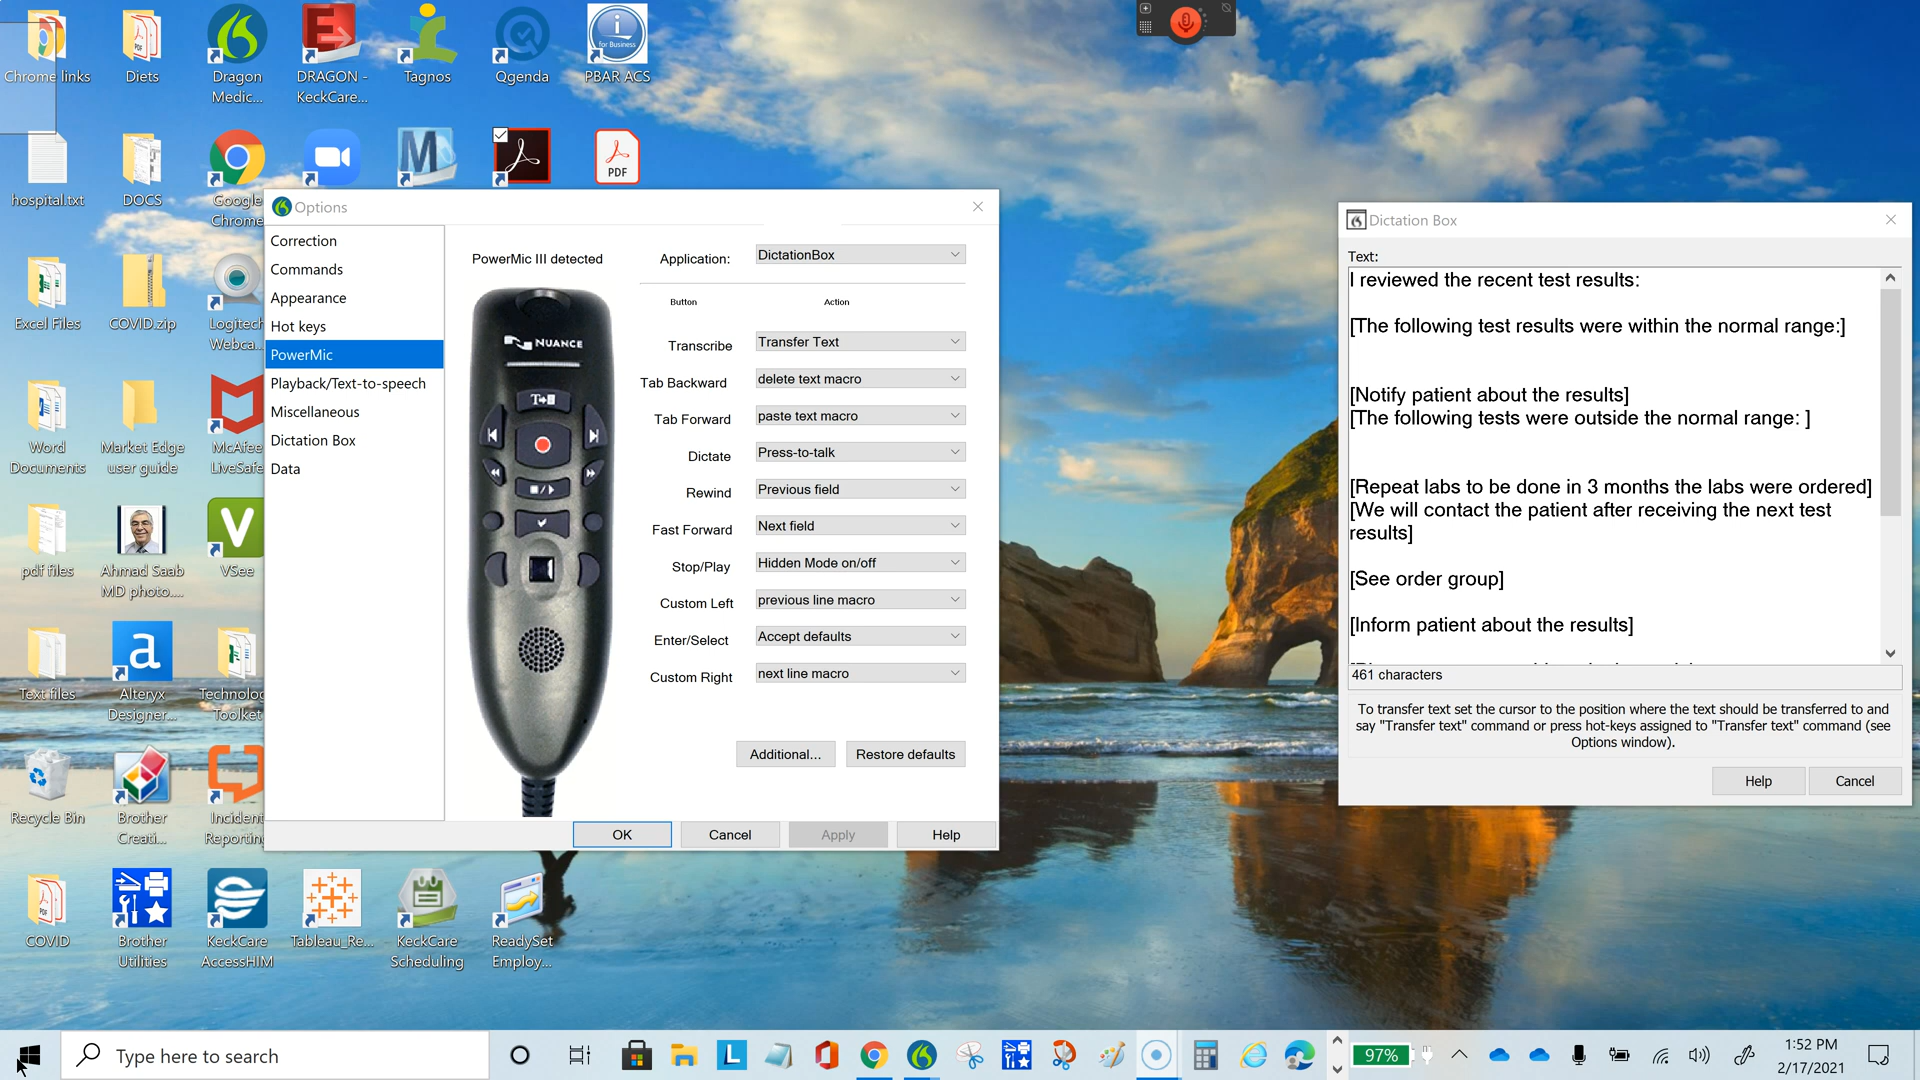 Chrome links
Diets
Dragon
Medic...
DRAGON -
KeckCare...
Tagnos
Qgenda
for Business
PBAR ACS
hospital.txt
DOCS
Google
Chrome
PDF
Excel Files
COVID.zip
Logitech
Webca...
Word
Documents
Market Edge
user guide
McAfee
LiveSafe
pdf files
Ahmad Saab
MD photo....
VSee
Text files
Alteryx
Designer...
Technolog
Toolket
Recycle Bin
Brother
Creati...
Incident
Reporting
COVID
Brother
Utilities
KeckCare
AccessHIM
Tableau_Re...
KeckCare
Scheduling
ReadySet
Employ...
Options
Correction
Commands
Appearance
Hot keys
PowerMic
Playback/Text-to-speech
Miscellaneous
Dictation Box
Data
PowerMic III detected
NUANCE
Application: DictationBox
Button Action
Transcribe Transfer Text
Tab Backward delete text macro
Tab Forward paste text macro
Dictate Press-to-talk
Rewind Previous field
Fast Forward Next field
Stop/Play Hidden Mode on/off
Custom Left previous line macro
Enter/Select Accept defaults
Custom Right next line macro
Additional... Restore defaults
OK Cancel Apply Help
Dictation Box
Text:
I reviewed the recent test results:
[The following test results were within the normal range:]
[Notify patient about the results]
[The following tests were outside the normal range: ]
[Repeat labs to be done in 3 months the labs were ordered]
[We will contact the patient after receiving the next test
results]
[See order group]
[Inform patient about the results]
461 characters
To transfer text set the cursor to the position where the text should be transferred to and
say "Transfer text" command or press hot-keys assigned to "Transfer text" command (see
Options window).
Help Cancel
Type here to search
97%
1:52 PM
2/17/2021